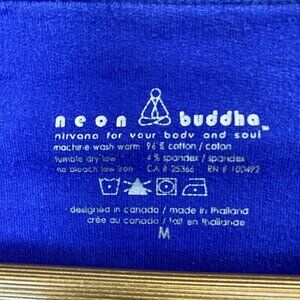 neon buddha
nirvana for your body and soul™
machine wash warm 96% cotton / coton
tumble dry low 4% spandex / spandex
no bleach low iron CA# 25366 RN# 100492
designed in canada / made in thailand
crée au canada / fait en thaïlande
M